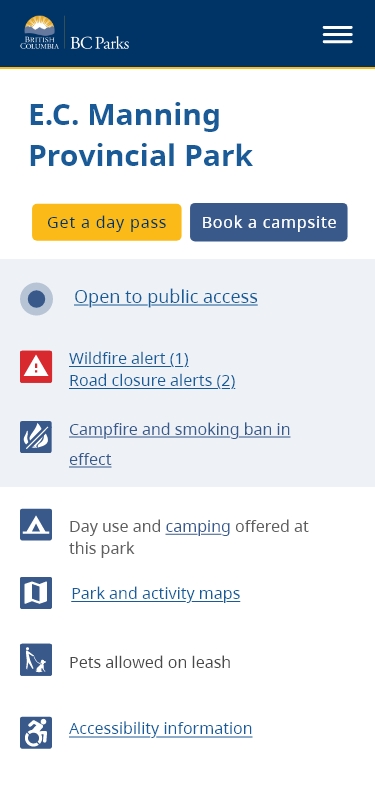 BRITISH
COLUMBIA
BC Parks
E.C. Manning
Provincial Park
Get a day pass
Book a campsite
Open to public access
Wildfire alert (1)
Road closure alerts (2)
Campfire and smoking ban in
effect
Day use and camping offered at
this park
Park and activity maps
Pets allowed on leash
Accessibility information